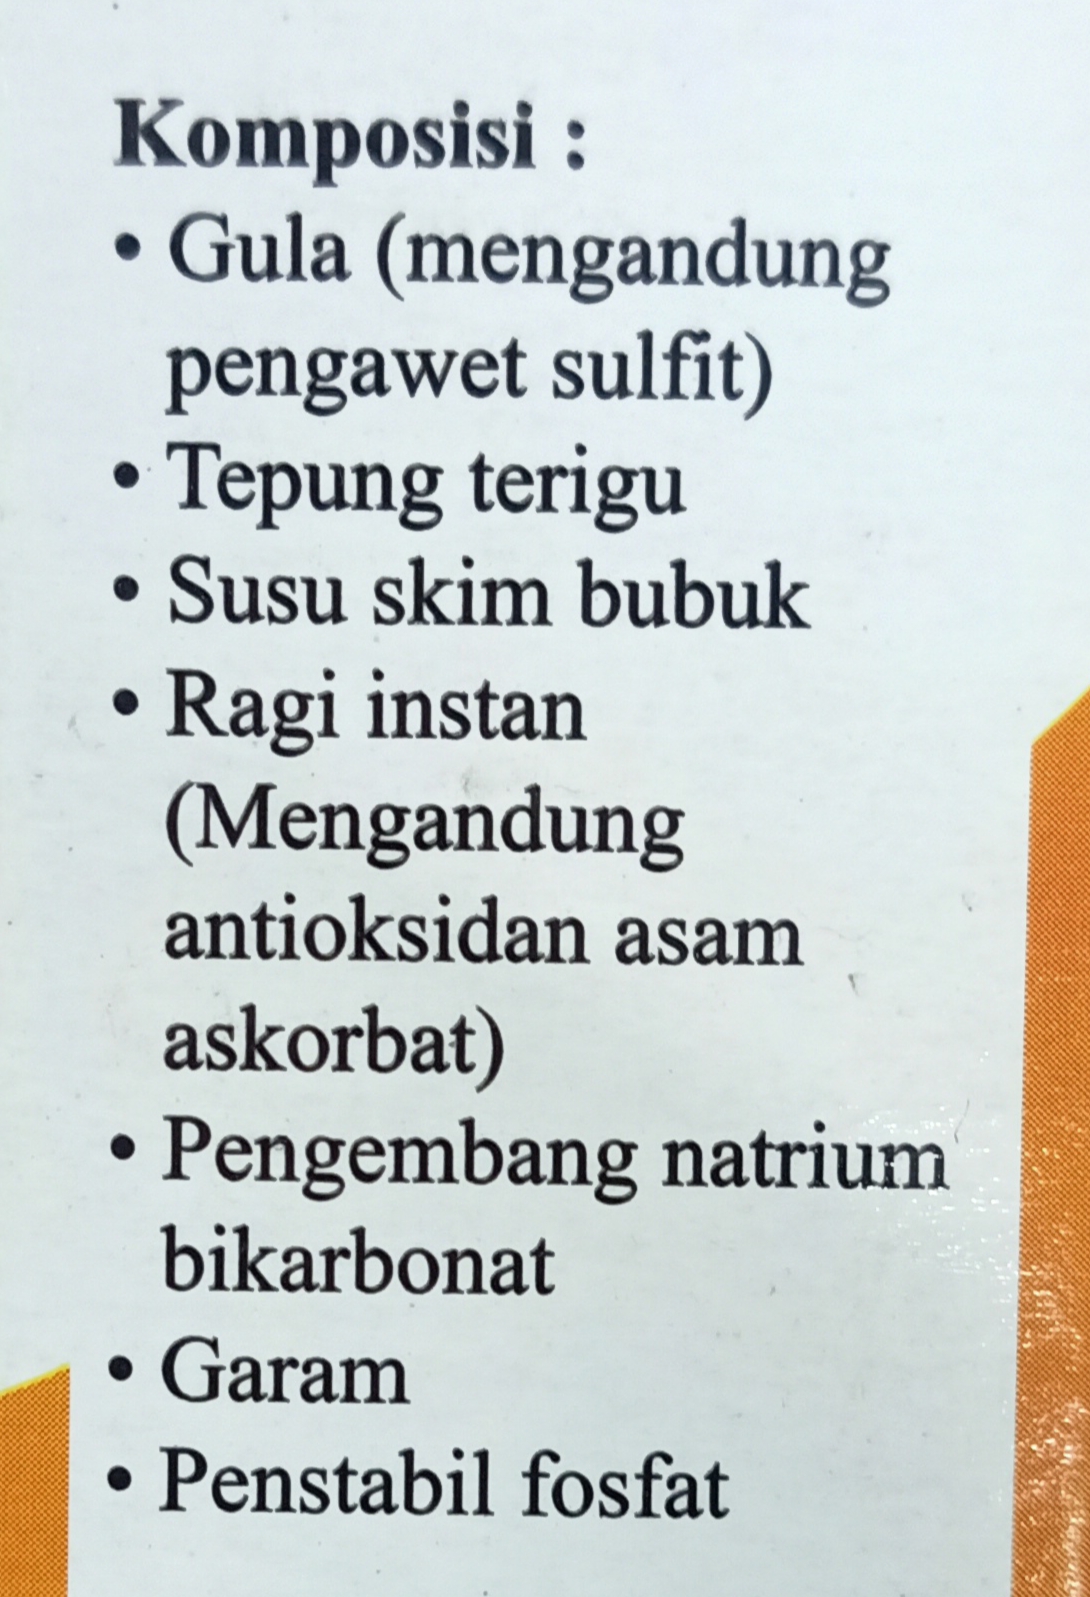 Komposisi :
• Gula (mengandung
pengawet sulfit)
• Tepung terigu
• Susu skim bubuk
• Ragi instan
(Mengandung
antioksidan asam
askorbat)
• Pengembang natrium
bikarbonat
• Garam
• Penstabil fosfat